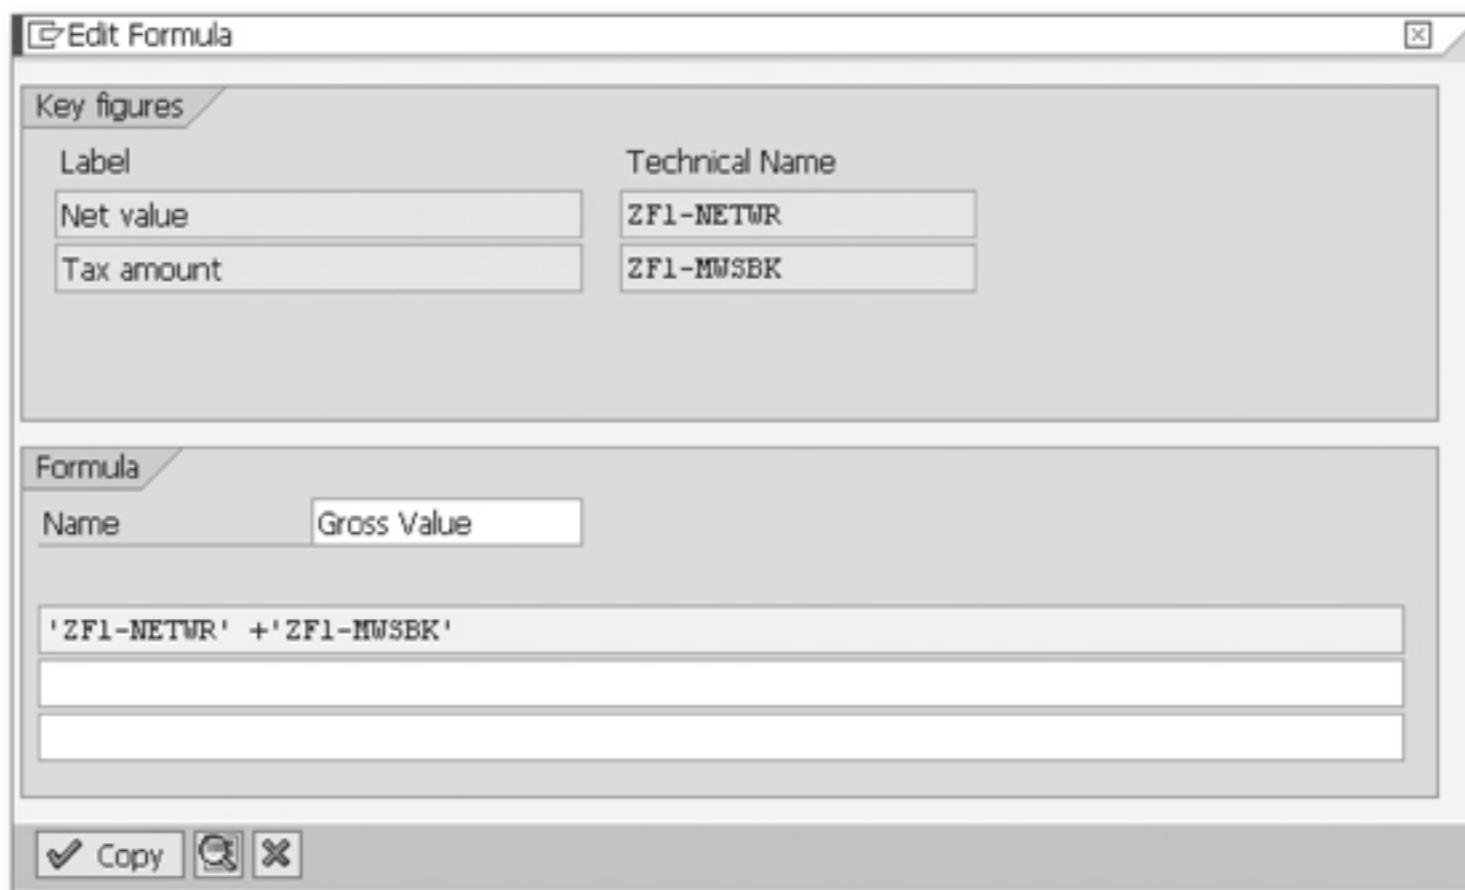 Edit Formula
Key figures
Label Technical Name
Net value ZF1-NETWR
Tax amount ZF1-MWSBK
Formula
Name Gross Value
'ZF1-NETWR' +'ZF1-MWSBK'
Copy